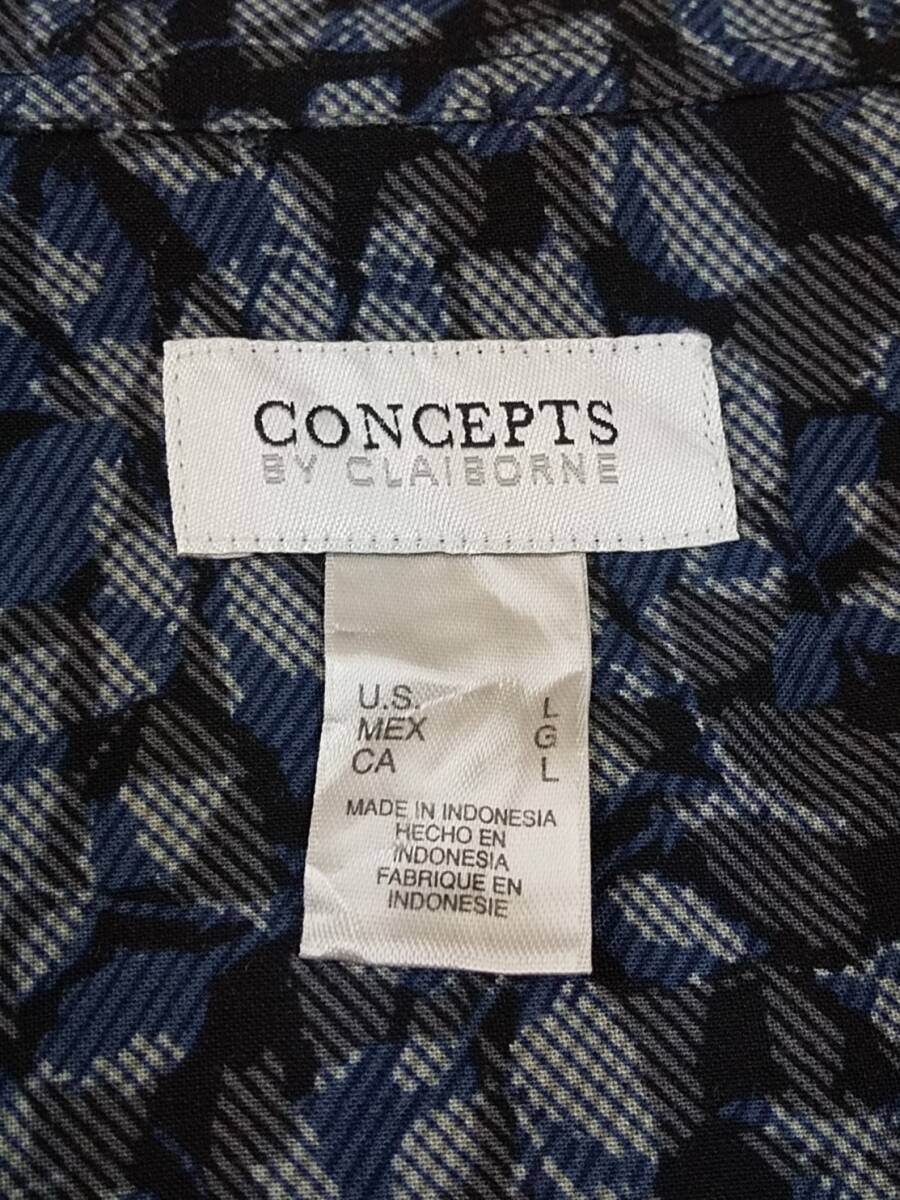 CONCEPTS
BY CLAIBORNE
U.S. L
MEX G
CA L
MADE IN INDONESIA
HECHO EN
INDONESIA
FABRIQUE EN
INDONESIE